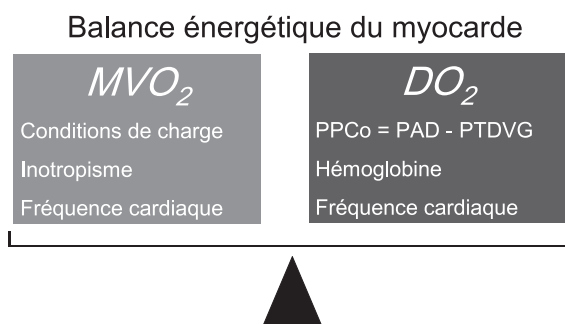 Balance énergétique du myocarde
MVO2
Conditions de charge
Inotropisme
Fréquence cardiaque
DO2
PPCo = PAD - PTDVG
Hémoglobine
Fréquence cardiaque